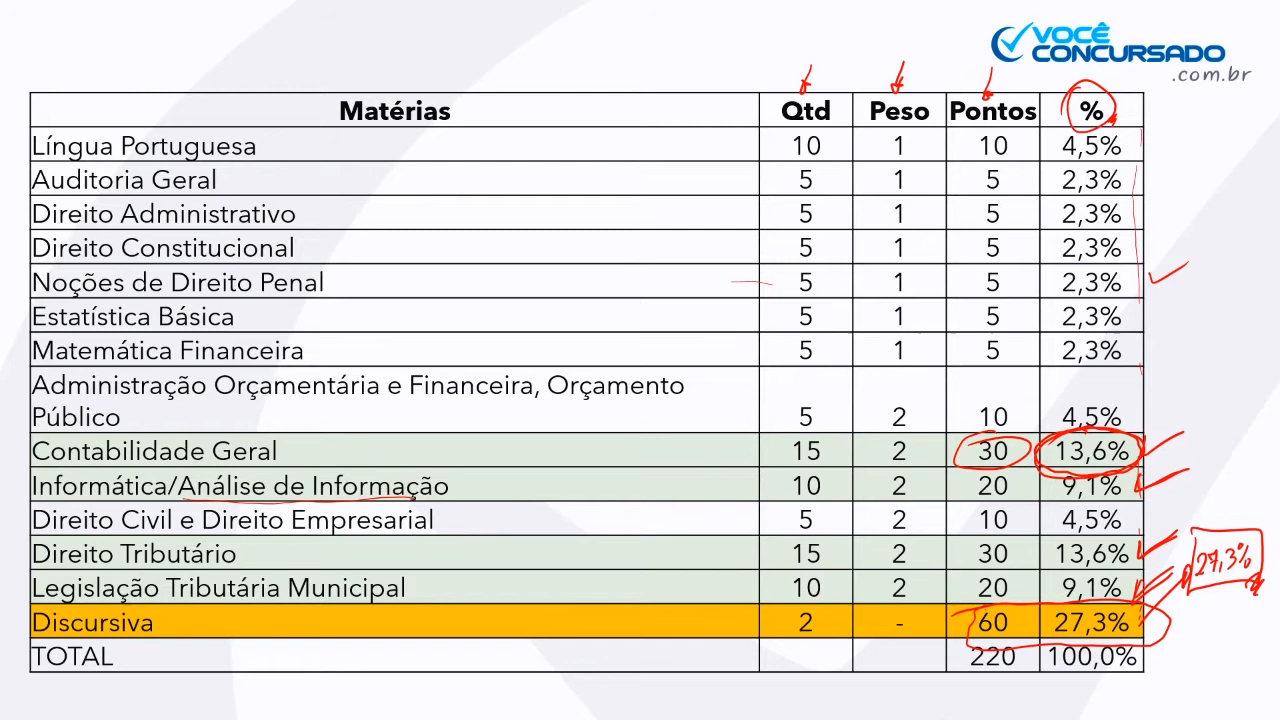 VOCÊ
CONCURSADO
.com.br
Matérias Qtd Peso Pontos %
Língua Portuguesa 10 1 10 4,5%
Auditoria Geral 5 1 5 2,3%
Direito Administrativo 5 1 5 2,3%
Direito Constitucional 5 1 5 2,3%
Noções de Direito Penal 5 1 5 2,3%
Estatística Básica 5 1 5 2,3%
Matemática Financeira 5 1 5 2,3%
Administração Orçamentária e Financeira, Orçamento
Público 5 2 10 4,5%
Contabilidade Geral 15 2 30 13,6%
Informática/Análise de Informação 10 2 20 9,1%
Direito Civil e Direito Empresarial 5 2 10 4,5%
Direito Tributário 15 2 30 13,6%
27,3%
Legislação Tributária Municipal 10 2 20 9,1%
Discursiva 2 - 60 27,3%
TOTAL 220 100,0%